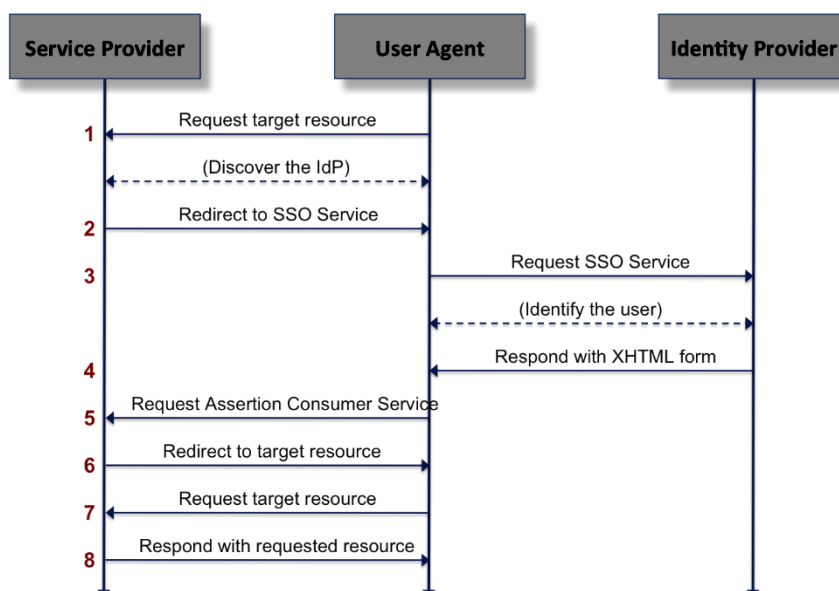 Service Provider
User Agent
Identity Provider
1
Request target resource
(Discover the IdP)
2
Redirect to SSO Service
3
Request SSO Service
(Identify the user)
4
Respond with XHTML form
5
Request Assertion Consumer Service
6
Redirect to target resource
7
Request target resource
8
Respond with requested resource